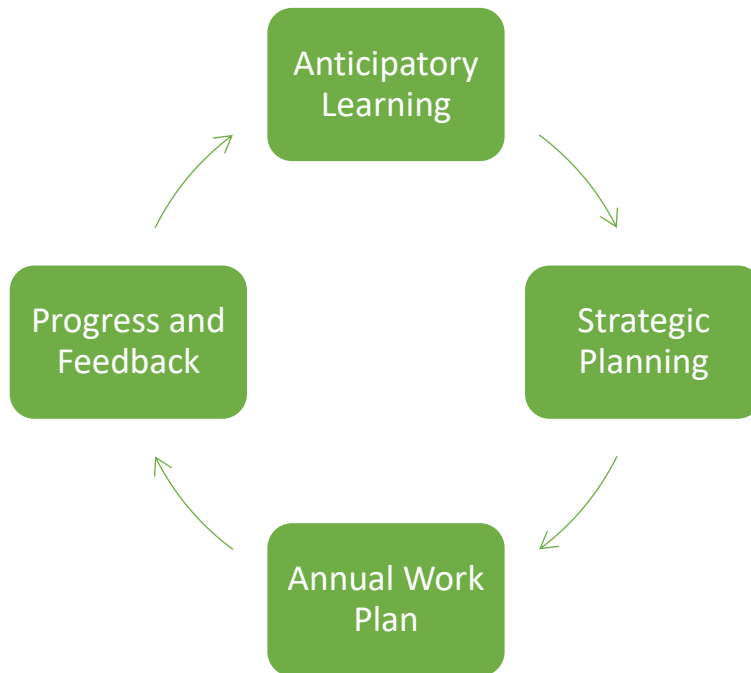 Anticipatory
Learning
Strategic
Planning
Annual Work
Plan
Progress and
Feedback